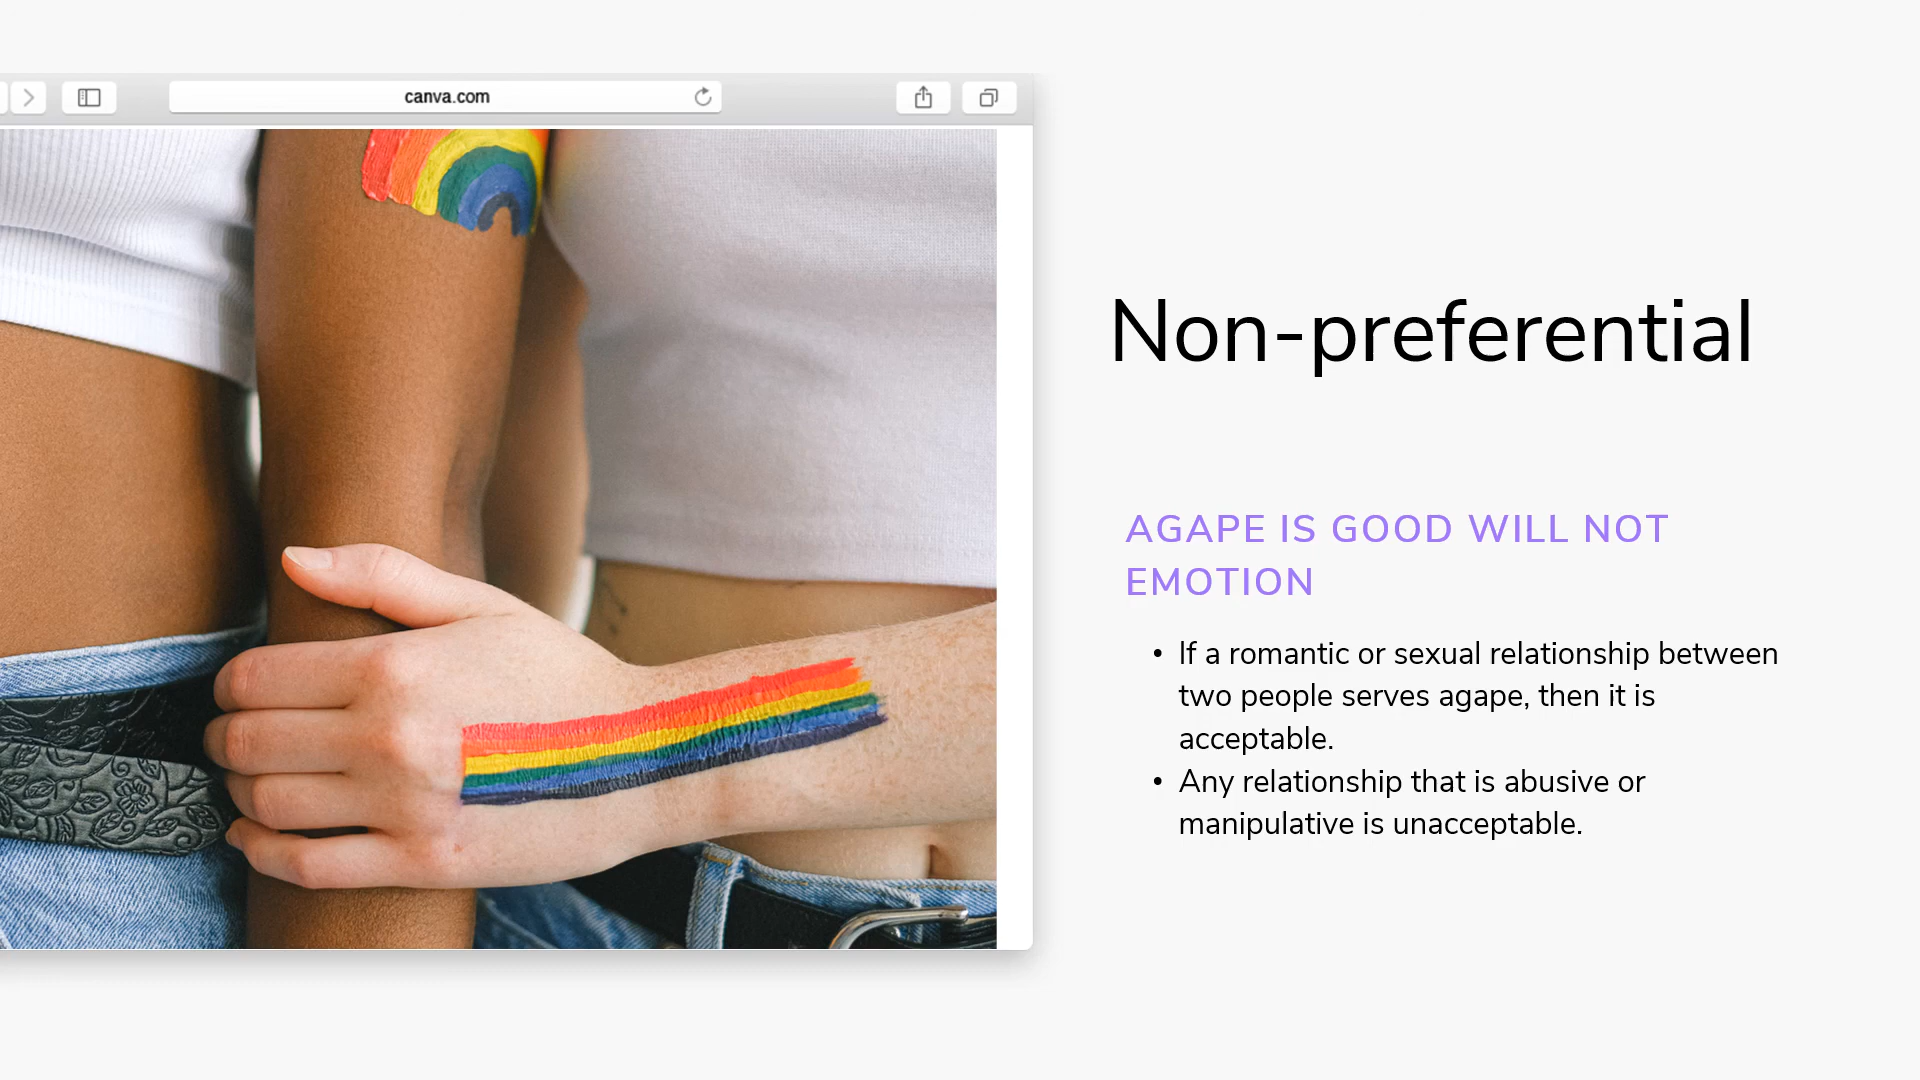 canva.com
Non-preferential
AGAPE IS GOOD WILL NOT
EMOTION
• If a romantic or sexual relationship between
two people serves agape, then it is
acceptable.
• Any relationship that is abusive or
manipulative is unacceptable.